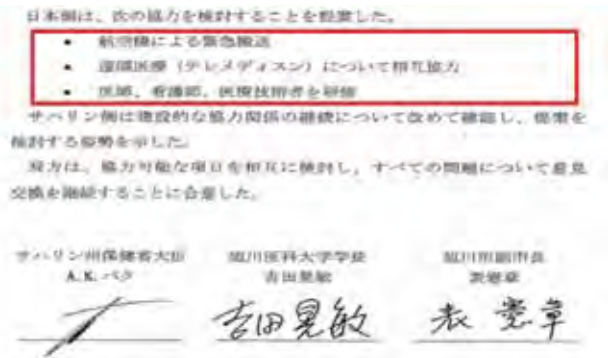 日本側は、次の協力を検討することを提案した。
• 航空機による緊急搬送
• 遠隔医療（テレメディスン）について相互協力
• 医師、看護師、医療技術者を研修
サハリン側は建設的な協力関係の継続について改めて確認し、提案を
検討する姿勢を示した。
双方は、協力可能な項目を相互に検討し、すべての問題について意見
交換を継続することに合意した。
サハリン州保健省大臣 旭川医科大学学長 旭川市副市長
A.K. パク 吉田晃敏 表憲章
吉田晃敏 表憲章